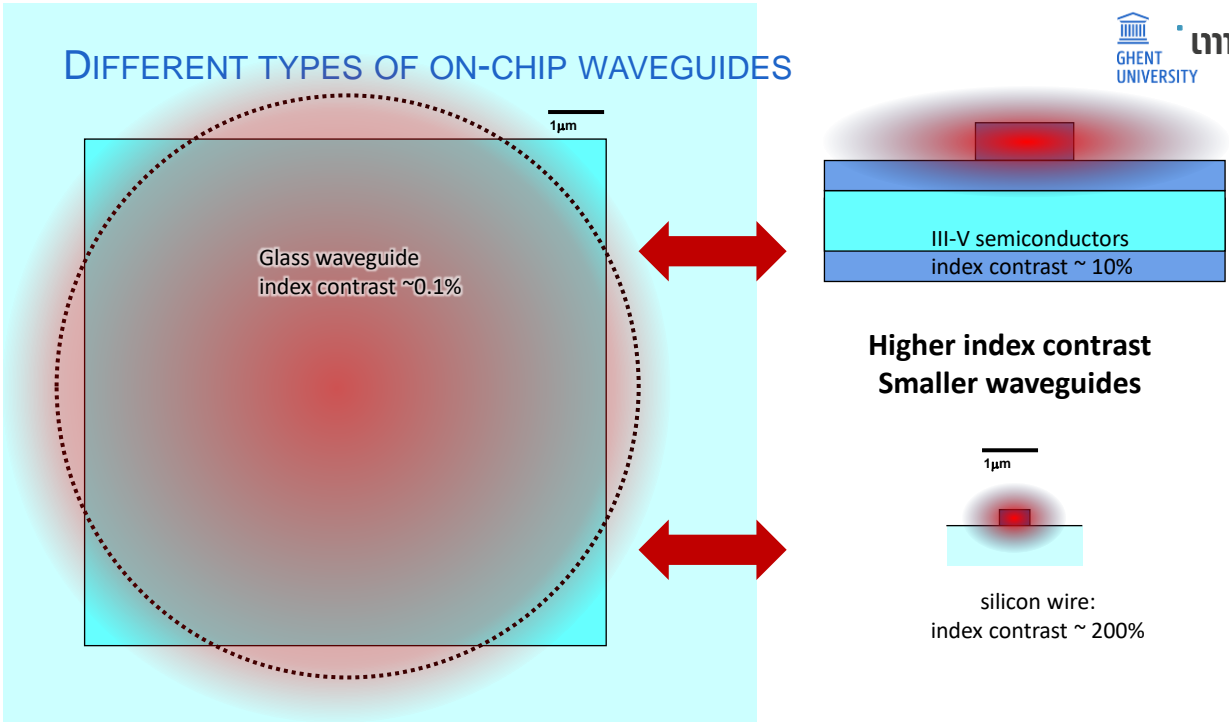 DIFFERENT TYPES OF ON-CHIP WAVEGUIDES
GHENT
UNIVERSITY
1μm
Glass waveguide
index contrast ~0.1%
III-V semiconductors
index contrast ~ 10%
Higher index contrast
Smaller waveguides
1μm
silicon wire:
index contrast ~ 200%